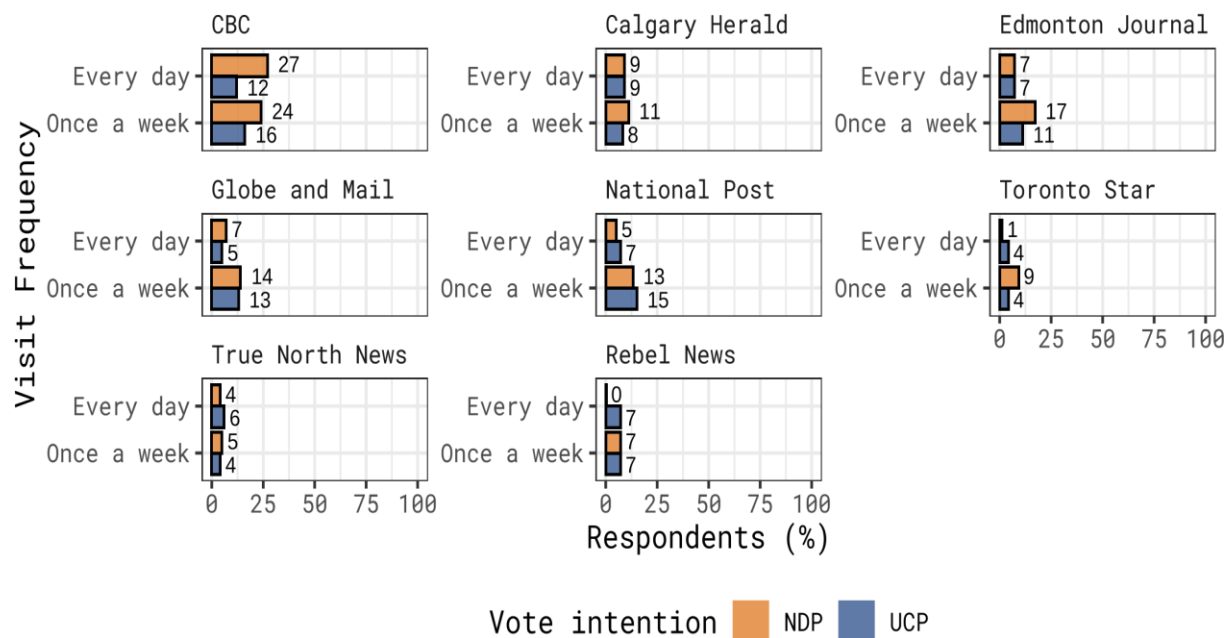 CBC
Calgary Herald
Edmonton Journal
Every day 27 12
Every day 9 9
Every day 7 7
Once a week 24 16
Once a week 11 8
Once a week 17 11
Globe and Mail
National Post
Toronto Star
Every day 7 5
Every day 5 7
Every day 1 4
Once a week 14 13
Once a week 13 15
Once a week 9 4
0 25 50 75 100
True North News
Rebel News
Every day 4 6
Every day 0 7
Once a week 5 4
Once a week 7 7
0 25 50 75 100
0 25 50 75 100
Visit Frequency
Respondents (%)
Vote intention NDP UCP